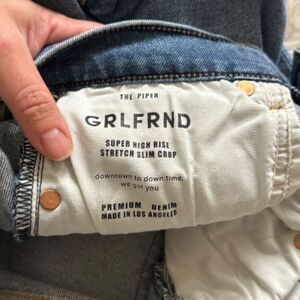 THE PIPER
GRLFRND
SUPER HIGH RISE
STRETCH SLIM CROP
downtown to down time,
we got you
PREMIUM DENIM
MADE IN LOS ANGELES